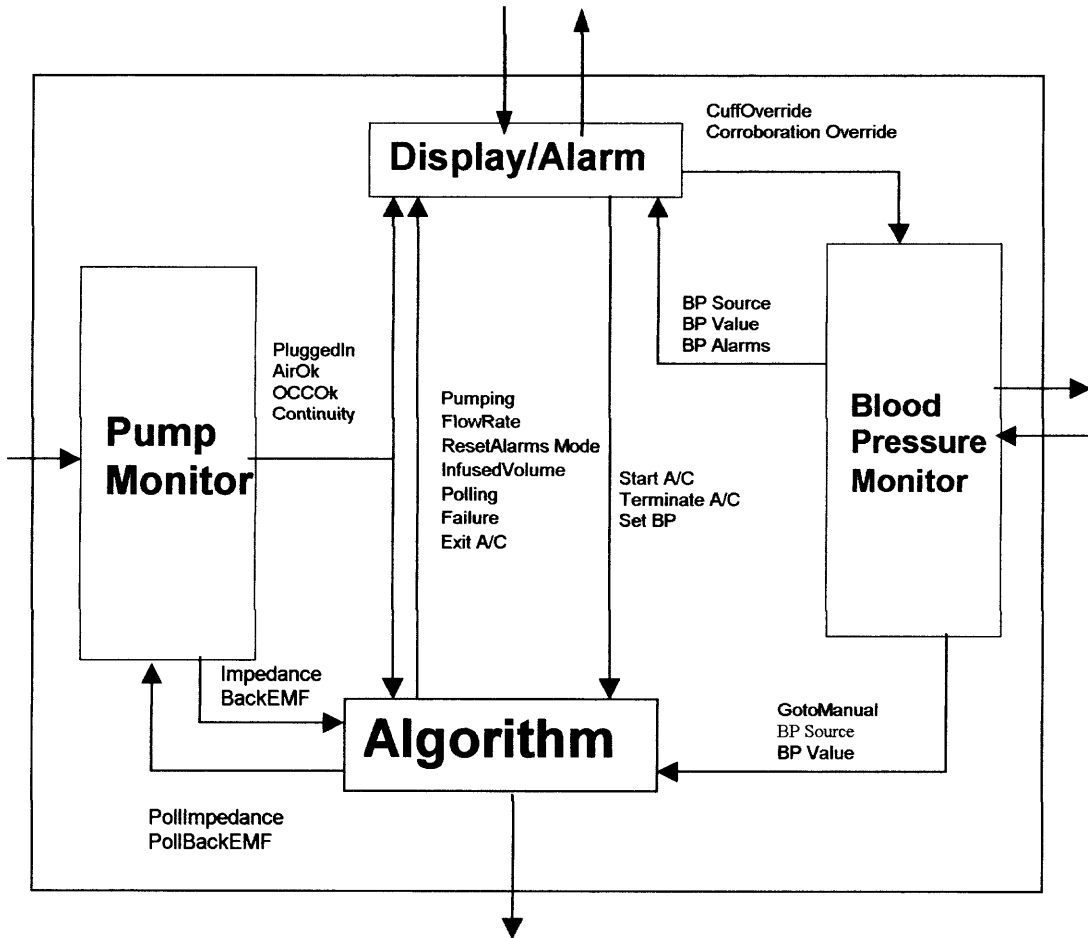 CuffOverride
Corroboration Override
Display/Alarm
BP Source
BP Value
BP Alarms
PluggedIn
AirOk
OCCOk
Continuity
Pump
Monitor
Pumping
FlowRate
ResetAlarms Mode
InfusedVolume
Polling
Failure
Exit A/C
Start A/C
Terminate A/C
Set BP
Blood
Pressure
Monitor
Impedance
BackEMF
Algorithm
GotoManual
BP Source
BP Value
PollImpedance
PollBackEMF